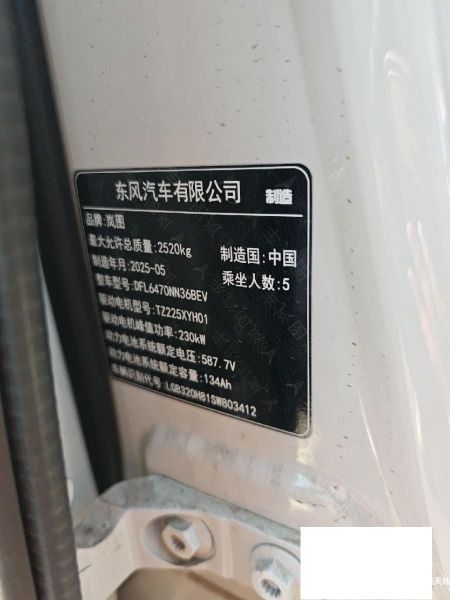 东风汽车有限公司 制造
品牌:岚图
最大允许总质量:2520kg 制造国:中国
制造年月:2025-05 乘坐人数:5
整车型号:DFL6470NN36BEV
驱动电机型号:TZ225XYH01
驱动电机峰值功率:230kW
动力电池系统额定电压:587.7V
动力电池系统额定容量:134Ah
车辆识别代号:LGB320H81SW803412
天地